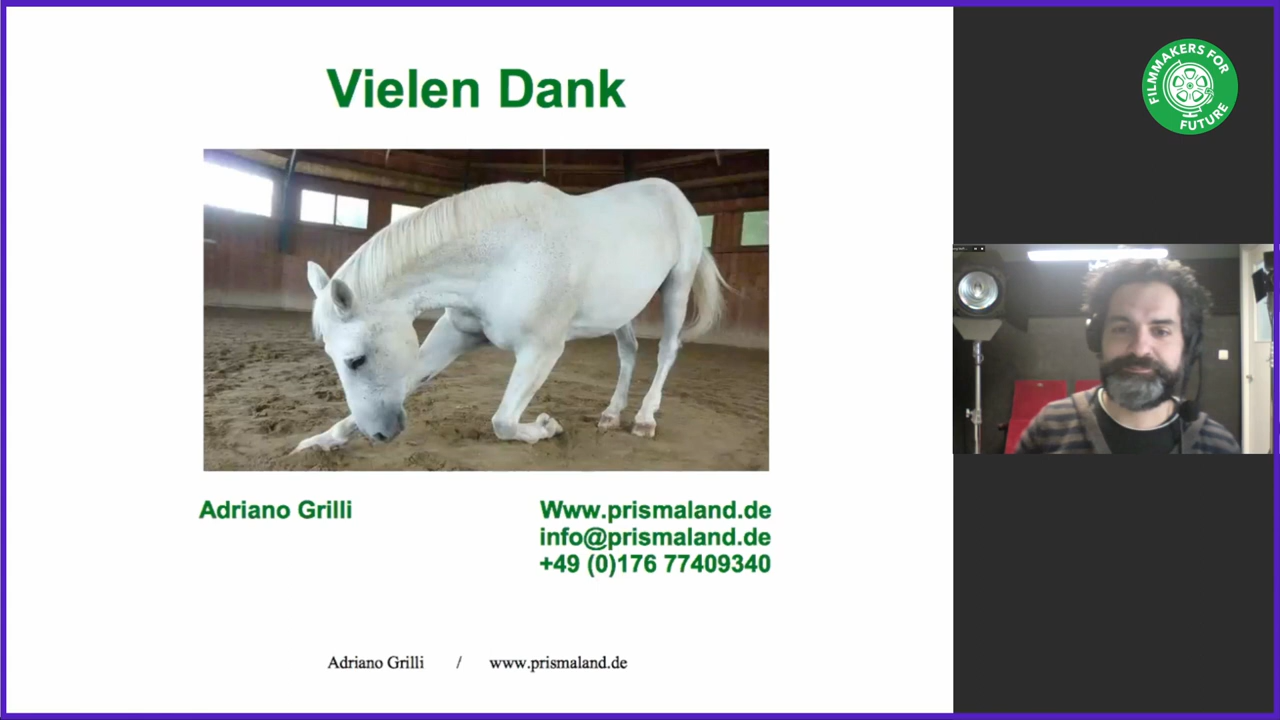 Vielen Dank
FILMMAKERS FOR
FUTURE
Adriano Grilli
Www.prismaland.de
info@prismaland.de
+49 (0)176 77409340
Adriano Grilli / www.prismaland.de